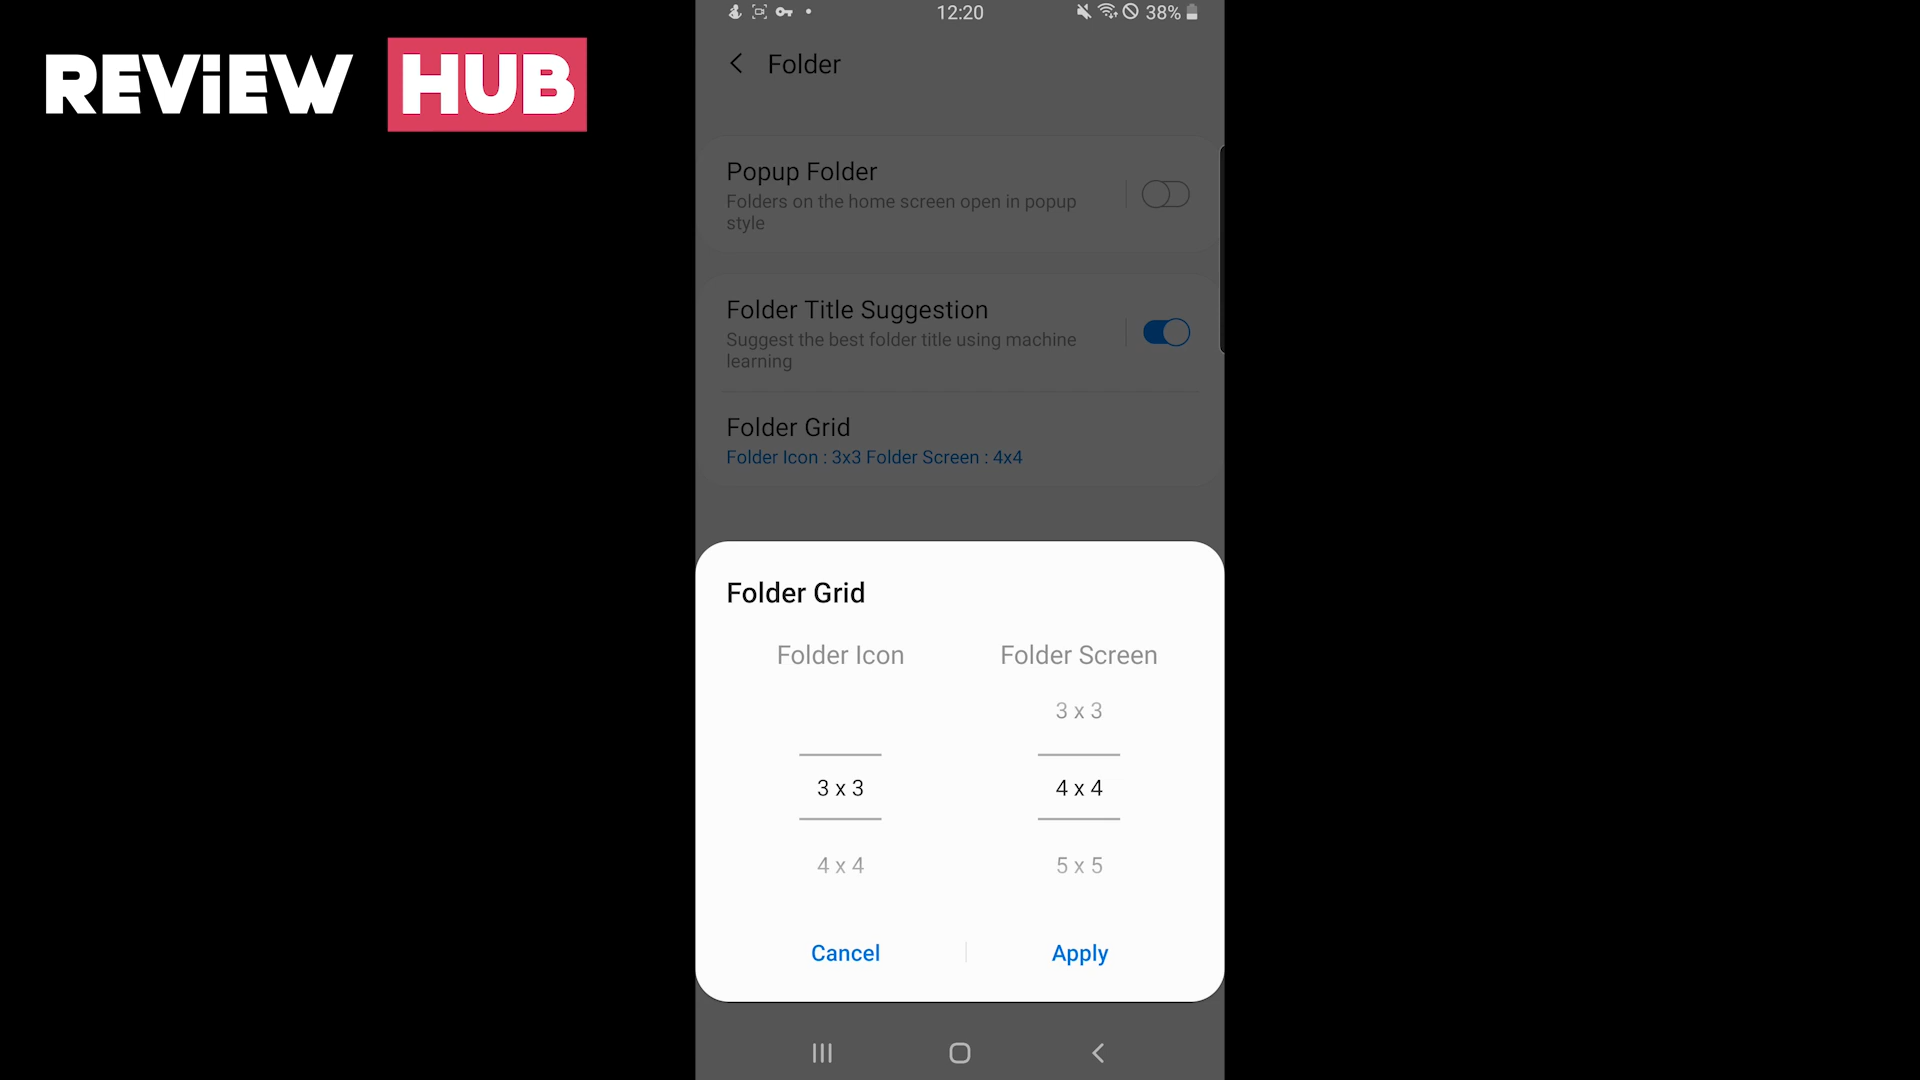 REViEW HUB
12:20
38%
Folder
Popup Folder
Folders on the home screen open in popup
style
Folder Title Suggestion
Suggest the best folder title using machine
learning
Folder Grid
Folder Icon : 3x3 Folder Screen : 4x4
Folder Grid
Folder Icon
Folder Screen
3 x 3
3 x 3
4 x 4
4 x 4
5 x 5
Cancel
Apply